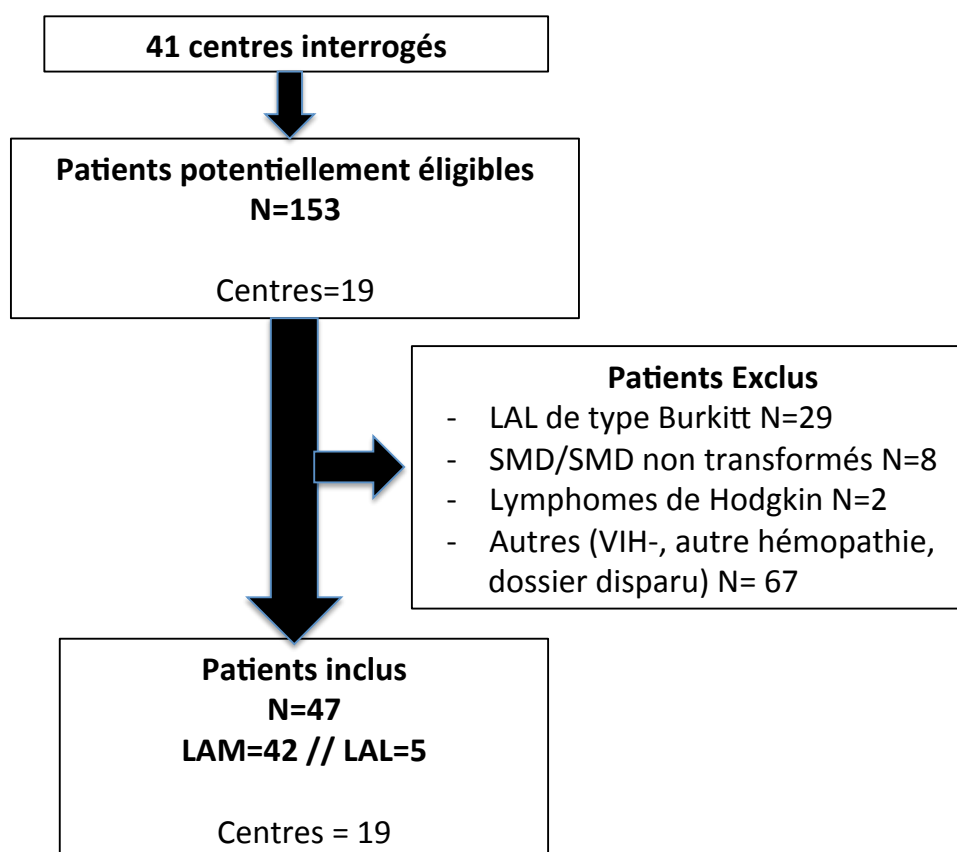 41 centres interrogés
Patients potentiellement éligibles
N=153
Centres=19
Patients Exclus
- LAL de type Burkitt N=29
- SMD/SMD non transformés N=8
- Lymphomes de Hodgkin N=2
- Autres (VIH-, autre hémopathie,
dossier disparu) N= 67
Patients inclus
N=47
LAM=42 // LAL=5
Centres = 19